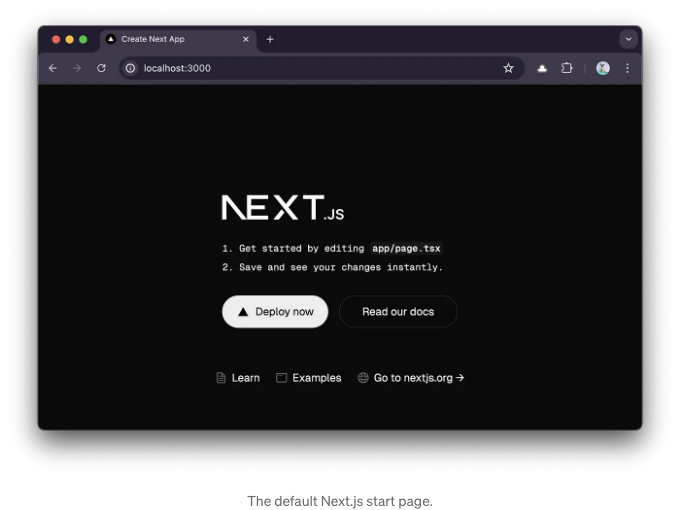 Create Next App
localhost:3000
NEXT.JS
1. Get started by editing app/page.tsx
2. Save and see your changes instantly.
Deploy now Read our docs
Learn Examples Go to nextjs.org →
The default Next.js start page.